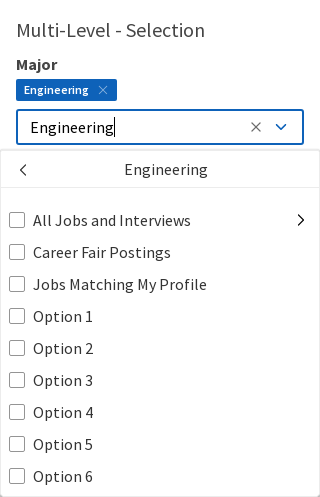 Multi-Level - Selection
Major
Engineering
Engineering
Engineering
All Jobs and Interviews
Career Fair Postings
Jobs Matching My Profile
Option 1
Option 2
Option 3
Option 4
Option 5
Option 6